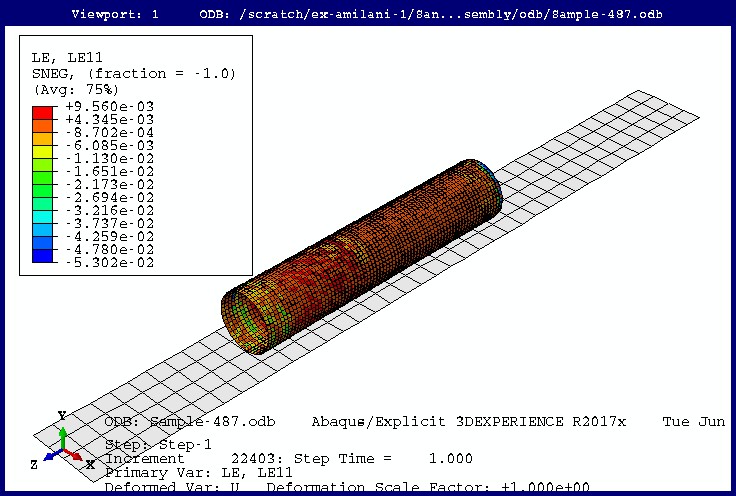 Viewport: 1 ODB: /scratch/ex-amilani-1/San...sembly/odb/Sample-487.odb
LE, LE11
SNEG, (fraction = -1.0)
(Avg: 75%)
+9.560e-03
+4.345e-03
-8.702e-04
-6.085e-03
-1.130e-02
-1.651e-02
-2.173e-02
-2.694e-02
-3.216e-02
-3.737e-02
-4.259e-02
-4.780e-02
-5.302e-02
Y
Z
X
ODB: Sample-487.odb Abaqus/Explicit 3DEXPERIENCE R2017x Tue Jun
Step: Step-1
Increment 22403: Step Time = 1.000
Primary Var: LE, LE11
Deformed Var: U Deformation Scale Factor: +1.000e+00